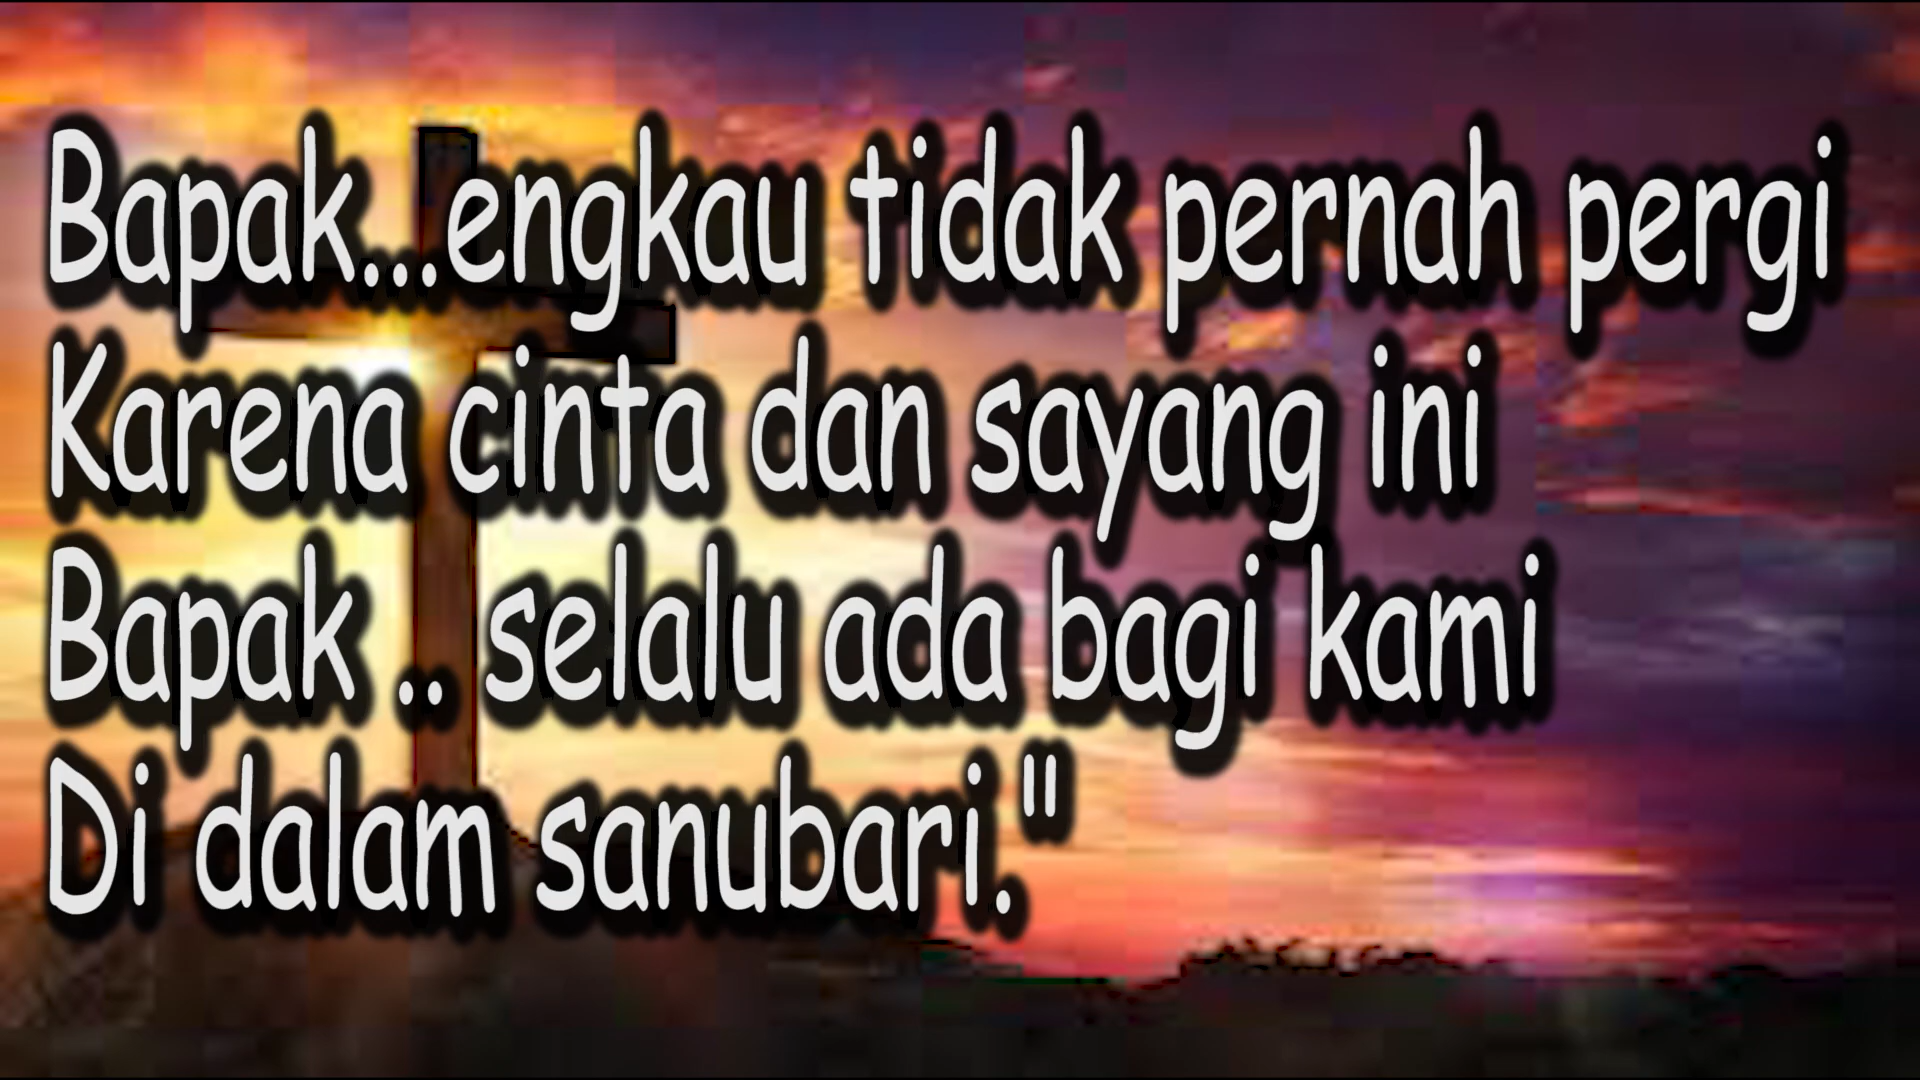 Bapak...engkau tidak pernah pergi
Karena cinta dan sayang ini
Bapak .. selalu ada bagi kami
Di dalam sanubari."